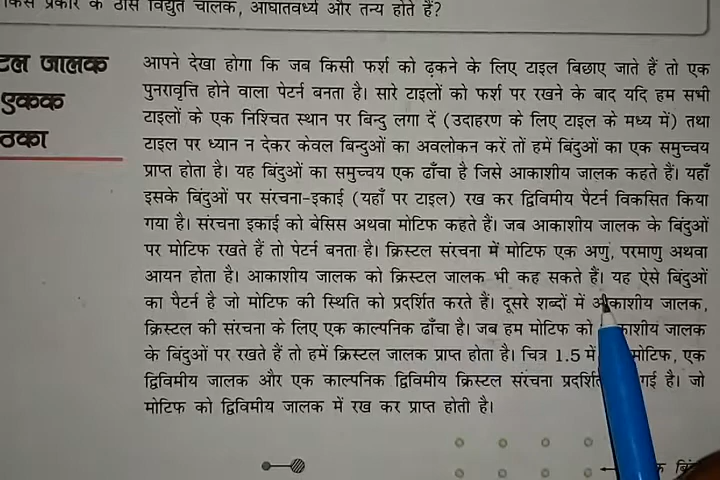 किस प्रकार के ठोस विद्युत चालक, आघातवर्ध्य और तन्य होते हैं?
जालक
एकक
आपने देखा होगा कि जब किसी फर्श को ढ़कने के लिए टाइल बिछाए जाते हैं तो एक
पुनरावृत्ति होने वाला पेटर्न बनता है। सारे टाइलों को फर्श पर रखने के बाद यदि हम सभी
टाइलों के एक निश्चित स्थान पर बिन्दु लगा दें (उदाहरण के लिए टाइल के मध्य में) तथा
टाइल पर ध्यान न देकर केवल बिन्दुओं का अवलोकन करें तो हमें बिंदुओं का एक समुच्चय
प्राप्त होता है। यह बिंदुओं का समुच्चय एक ढाँचा है जिसे आकाशीय जालक कहते हैं। यहाँ
इसके बिंदुओं पर संरचना-इकाई (यहाँ पर टाइल) रख कर द्विविमीय पैटर्न विकसित किया
गया है। संरचना इकाई को बेसिस अथवा मोटिफ कहते हैं। जब आकाशीय जालक के बिंदुओं
पर मोटिफ रखते हैं तो पेटर्न बनता है। क्रिस्टल संरचना में मोटिफ एक अणु, परमाणु अथवा
आयन होता है। आकाशीय जालक को क्रिस्टल जालक भी कह सकते हैं। यह ऐसे बिंदुओं
का पैटर्न है जो मोटिफ की स्थिति को प्रदर्शित करते हैं। दूसरे शब्दों में आकाशीय जालक,
क्रिस्टल की संरचना के लिए एक काल्पनिक ढाँचा है। जब हम मोटिफ को जालक
के बिंदुओं पर रखते हैं तो हमें क्रिस्टल जालक प्राप्त होता है। चित्र 1.5 में मोटिफ, एक
द्विविमीय जालक और एक काल्पनिक द्विविमीय क्रिस्टल संरचना गई है। जो
मोटिफ को द्विविमीय जालक में रख कर प्राप्त होती है।